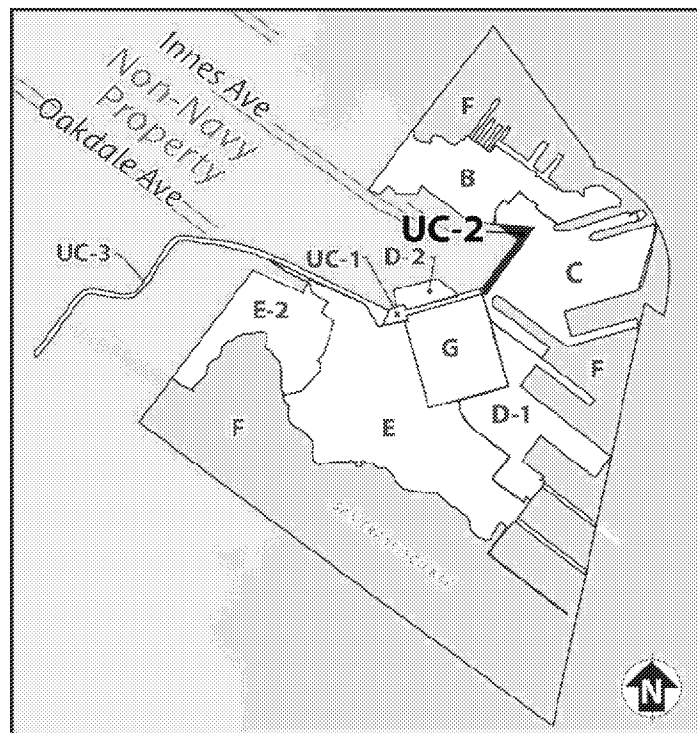 Innes Ave
Non-Navy
Property
Oakdale Ave
F
B
UC-2
UC-3
UC-1
D-2
C
E-2
G
F
F
E
D-1
N